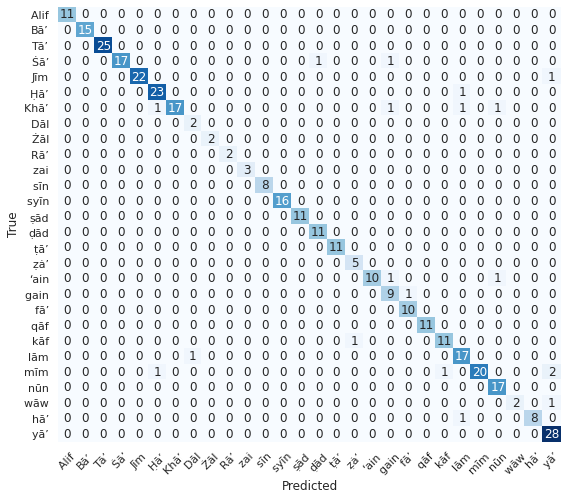 Alif 11 0 0 0 0 0 0 0 0 0 0 0 0 0 0 0 0 0 0 0 0 0 0 0 0 0 0 0
Bā’ 0 15 0 0 0 0 0 0 0 0 0 0 0 0 0 0 0 0 0 0 0 0 0 0 0 0 0 0
Tā’ 0 0 25 0 0 0 0 0 0 0 0 0 0 0 0 0 0 0 0 0 0 0 0 0 0 0 0 0
Śā’ 0 0 0 17 0 0 0 0 0 0 0 0 0 0 1 0 0 0 1 0 0 0 0 0 0 0 0 0
Jīm 0 0 0 0 22 0 0 0 0 0 0 0 0 0 0 0 0 0 0 0 0 0 0 0 0 0 0 1
Ḥā’ 0 0 0 0 0 23 0 0 0 0 0 0 0 0 0 0 0 0 0 0 0 0 1 0 0 0 0 0
Khā’ 0 0 0 0 0 1 17 0 0 0 0 0 0 0 0 0 0 0 1 0 0 0 1 0 1 0 0 0
Dāl 0 0 0 0 0 0 0 2 0 0 0 0 0 0 0 0 0 0 0 0 0 0 0 0 0 0 0 0
Żāl 0 0 0 0 0 0 0 0 2 0 0 0 0 0 0 0 0 0 0 0 0 0 0 0 0 0 0 0
Rā’ 0 0 0 0 0 0 0 0 0 2 0 0 0 0 0 0 0 0 0 0 0 0 0 0 0 0 0 0
zai 0 0 0 0 0 0 0 0 0 0 3 0 0 0 0 0 0 0 0 0 0 0 0 0 0 0 0 0
sīn 0 0 0 0 0 0 0 0 0 0 0 8 0 0 0 0 0 0 0 0 0 0 0 0 0 0 0 0
syīn 0 0 0 0 0 0 0 0 0 0 0 0 16 0 0 0 0 0 0 0 0 0 0 0 0 0 0 0
ṣād 0 0 0 0 0 0 0 0 0 0 0 0 0 11 0 0 0 0 0 0 0 0 0 0 0 0 0 0
ḍād 0 0 0 0 0 0 0 0 0 0 0 0 0 0 11 0 0 0 0 0 0 0 0 0 0 0 0 0
ṭā’ 0 0 0 0 0 0 0 0 0 0 0 0 0 0 0 11 0 0 0 0 0 0 0 0 0 0 0 0
ẓȧ’ 0 0 0 0 0 0 0 0 0 0 0 0 0 0 0 0 5 0 0 0 0 0 0 0 0 0 0 0
‘ain 0 0 0 0 0 0 0 0 0 0 0 0 0 0 0 0 0 10 1 0 0 0 0 0 1 0 0 0
gain 0 0 0 0 0 0 0 0 0 0 0 0 0 0 0 0 0 0 9 1 0 0 0 0 0 0 0 0
fā’ 0 0 0 0 0 0 0 0 0 0 0 0 0 0 0 0 0 0 0 10 0 0 0 0 0 0 0 0
qāf 0 0 0 0 0 0 0 0 0 0 0 0 0 0 0 0 0 0 0 0 11 0 0 0 0 0 0 0
kāf 0 0 0 0 0 0 0 0 0 0 0 0 0 0 0 0 1 0 0 0 0 11 0 0 0 0 0 0
lām 0 0 0 0 0 0 0 1 0 0 0 0 0 0 0 0 0 0 0 0 0 0 17 0 0 0 0 0
mīm 0 0 0 0 0 1 0 0 0 0 0 0 0 0 0 0 0 0 0 0 0 1 0 20 0 0 0 2
nūn 0 0 0 0 0 0 0 0 0 0 0 0 0 0 0 0 0 0 0 0 0 0 0 0 17 0 0 0
wāw 0 0 0 0 0 0 0 0 0 0 0 0 0 0 0 0 0 0 0 0 0 0 0 0 0 2 0 1
hā’ 0 0 0 0 0 0 0 0 0 0 0 0 0 0 0 0 0 0 0 0 0 0 1 0 0 0 8 0
yā’ 0 0 0 0 0 0 0 0 0 0 0 0 0 0 0 0 0 0 0 0 0 0 0 0 0 0 0 28
True
Alif Bā’ Tā’ Śā’ Jīm Ḥā’ Khā’ Dāl Żāl Rā’ zai sīn syīn ṣād ḍād ṭā’ ẓȧ’ ‘ain gain fā’ qāf kāf lām mīm nūn wāw hā’ yā’
Predicted